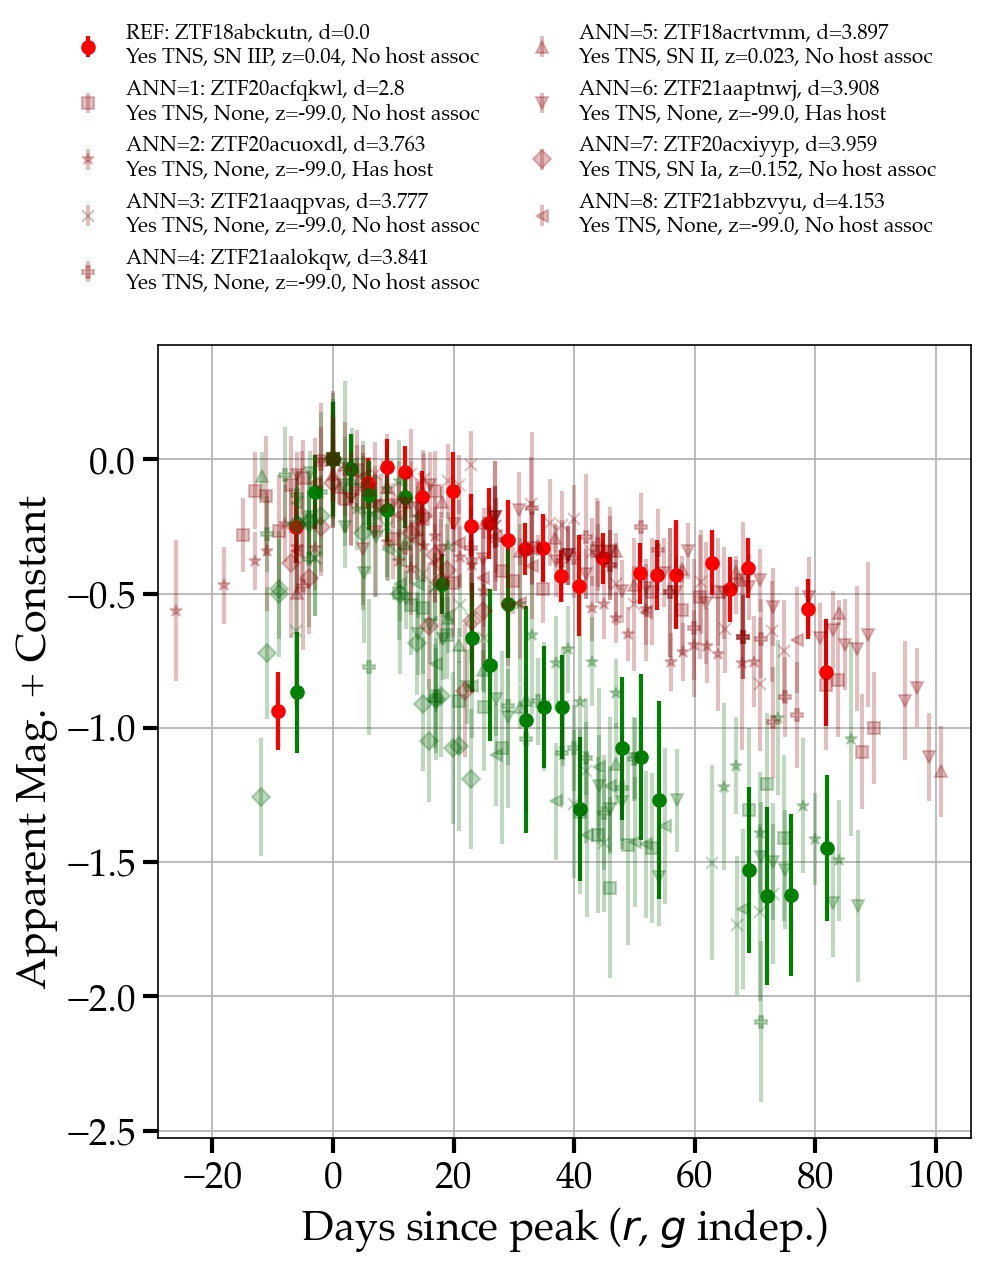 REF: ZTF18abckutn, d=0.0
Yes TNS, SN IIP, z=0.04, No host assoc
ANN=1: ZTF20acfqkwl, d=2.8
Yes TNS, None, z=-99.0, No host assoc
ANN=2: ZTF20acuoxdl, d=3.763
Yes TNS, None, z=-99.0, Has host
ANN=3: ZTF21aaqpvas, d=3.777
Yes TNS, None, z=-99.0, No host assoc
ANN=4: ZTF21aalokqw, d=3.841
Yes TNS, None, z=-99.0, No host assoc
ANN=5: ZTF18acrtvmm, d=3.897
Yes TNS, SN II, z=0.023, No host assoc
ANN=6: ZTF21aaptnwj, d=3.908
Yes TNS, None, z=-99.0, Has host
ANN=7: ZTF20acxiyyp, d=3.959
Yes TNS, SN Ia, z=0.152, No host assoc
ANN=8: ZTF21abbzvyu, d=4.153
Yes TNS, None, z=-99.0, No host assoc
Apparent Mag. + Constant
0.0
−0.5
−1.0
−1.5
−2.0
−2.5
−20 0 20 40 60 80 100
Days since peak (r, g indep.)